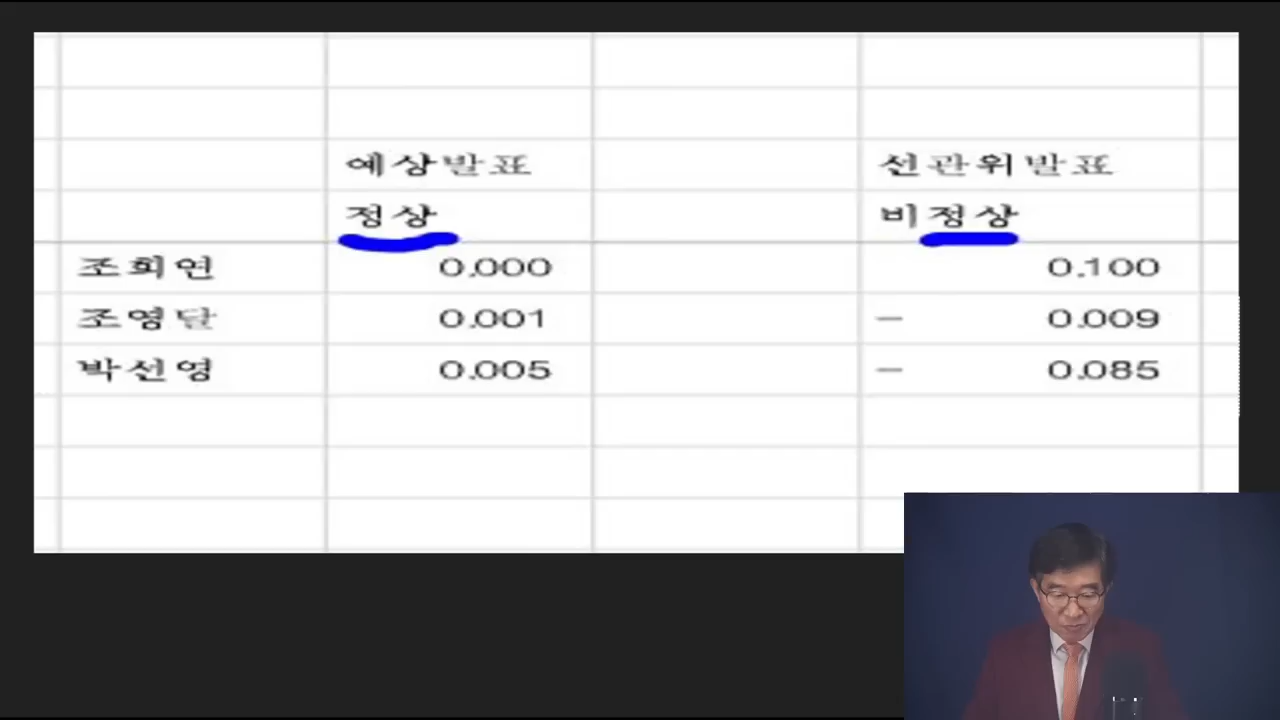 예상발표 선관위발표
정상 비정상
조희연 0.000 0.100
조영달 0.001 - 0.009
박선영 0.005 - 0.085